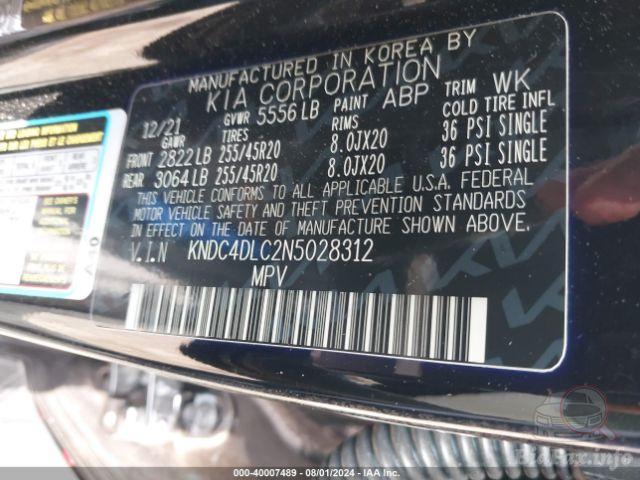 MANUFACTURED IN KOREA BY
KIA CORPORATION
12/21 GVWR 5556 LB PAINT ABP TRIM WK
GAWR TIRES RIMS COLD TIRE INFL
FRONT 2822 LB 255/45R20 8.0JX20 36 PSI SINGLE
REAR 3064 LB 255/45R20 8.0JX20 36 PSI SINGLE
THIS VEHICLE CONFORMS TO ALL APPLICABLE U.S.A. FEDERAL
MOTOR VEHICLE SAFETY AND THEFT PREVENTION STANDARDS
IN EFFECT ON THE DATE OF MANUFACTURE SHOWN ABOVE.
V.I.N KNDC4DLC2N5028312
MPV
A10
BidFax.info
000-40007489 - 08/01/2024 - IAA Inc.